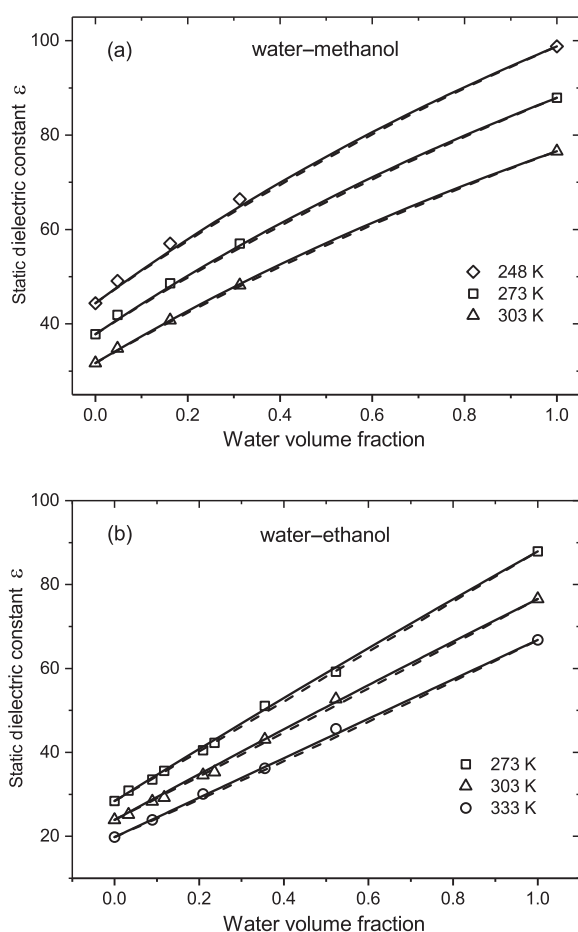 (a) water–methanol
100
80
60
40
Static dielectric constant ε
248 K
273 K
303 K
0.0 0.2 0.4 0.6 0.8 1.0
Water volume fraction
(b) water–ethanol
100
80
60
40
20
Static dielectric constant ε
273 K
303 K
333 K
0.0 0.2 0.4 0.6 0.8 1.0
Water volume fraction